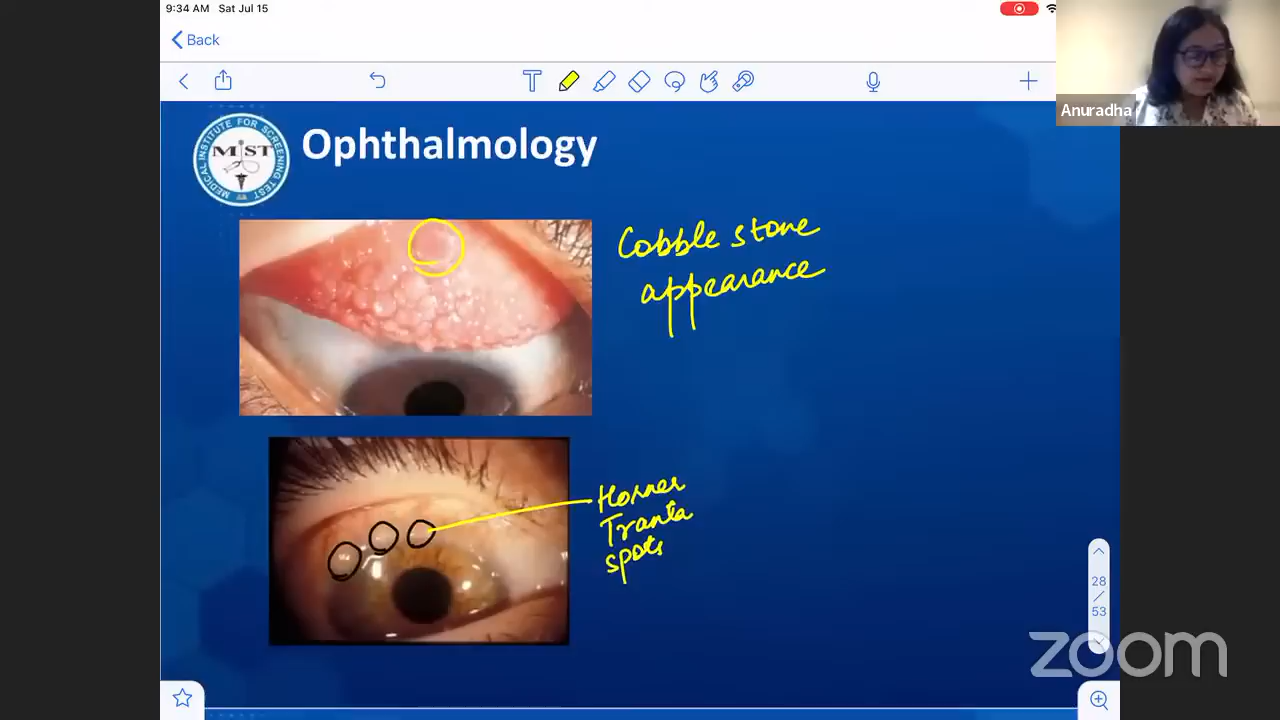 9:34 AM Sat Jul 15
Back
Anuradha
MEDICAL INSTITUTE FOR SCREENING TEST
MIST
Ophthalmology
Cobble stone
appearance
Horner
Tranta
spots
28
/
53
zoom